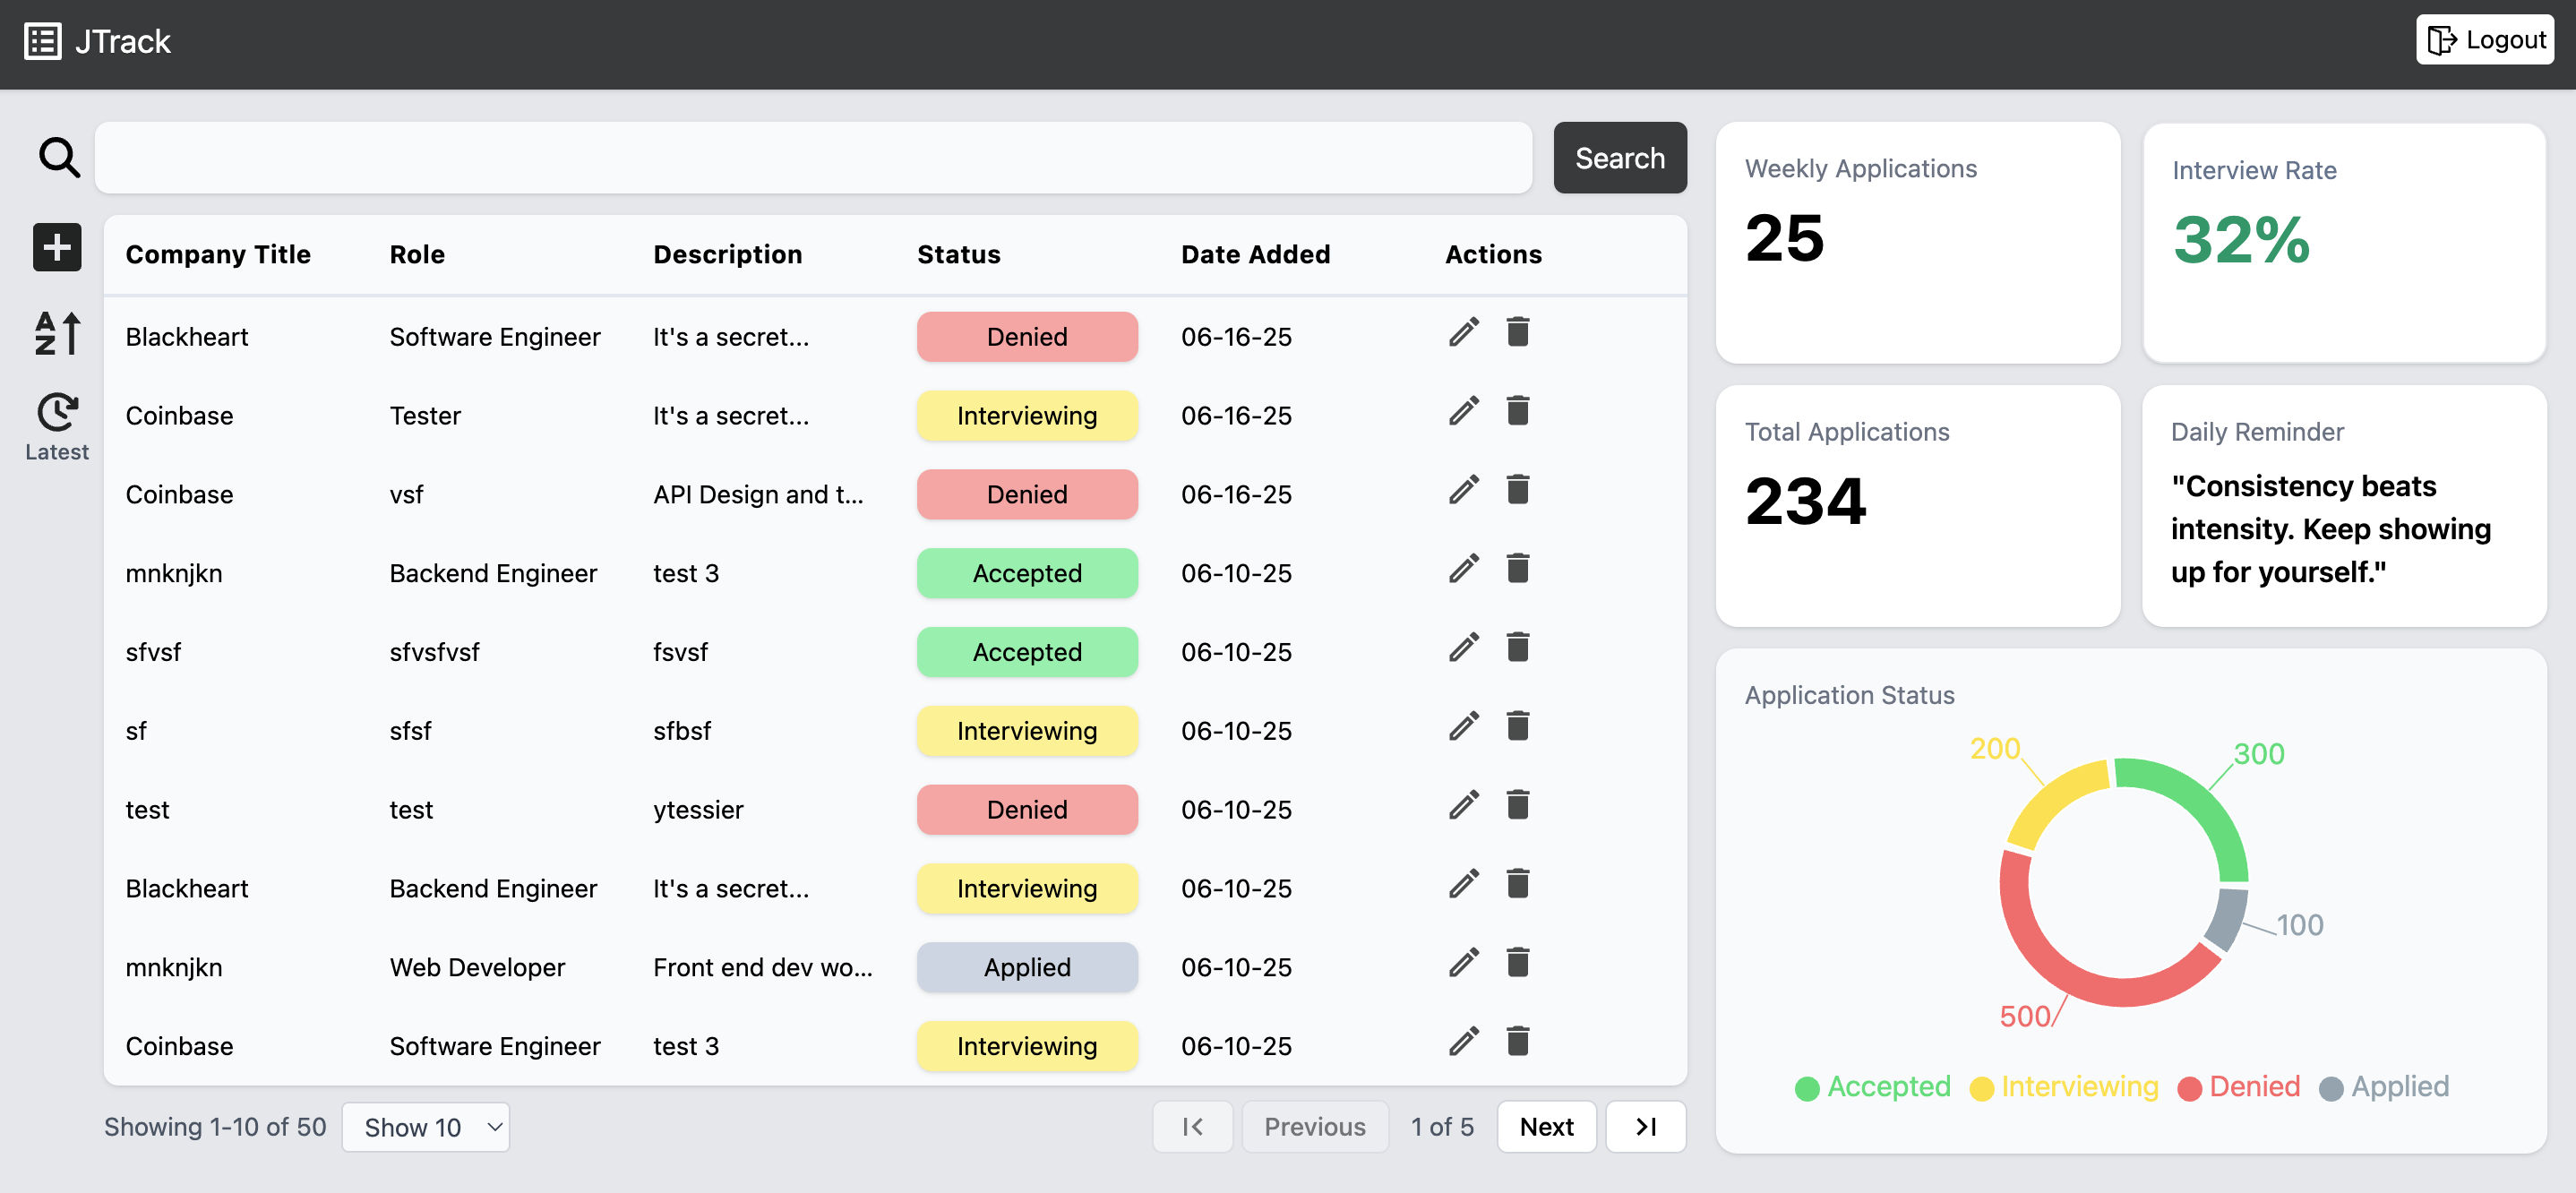 JTrack
Logout
Search
Company Title Role Description Status Date Added Actions
Blackheart Software Engineer It's a secret... Denied 06-16-25
Coinbase Tester It's a secret... Interviewing 06-16-25
Coinbase vsf API Design and t... Denied 06-16-25
mnknjkn Backend Engineer test 3 Accepted 06-10-25
sfvsf sfvsfvsf fsvsf Accepted 06-10-25
sf sfsf sfbsf Interviewing 06-10-25
test test ytessier Denied 06-10-25
Blackheart Backend Engineer It's a secret... Interviewing 06-10-25
mnknjkn Web Developer Front end dev wo... Applied 06-10-25
Coinbase Software Engineer test 3 Interviewing 06-10-25
A
Z
Latest
Showing 1-10 of 50 Show 10 Previous 1 of 5 Next
Weekly Applications
25
Interview Rate
32%
Total Applications
234
Daily Reminder
"Consistency beats
intensity. Keep showing
up for yourself."
Application Status
200
300
100
500
Accepted Interviewing Denied Applied